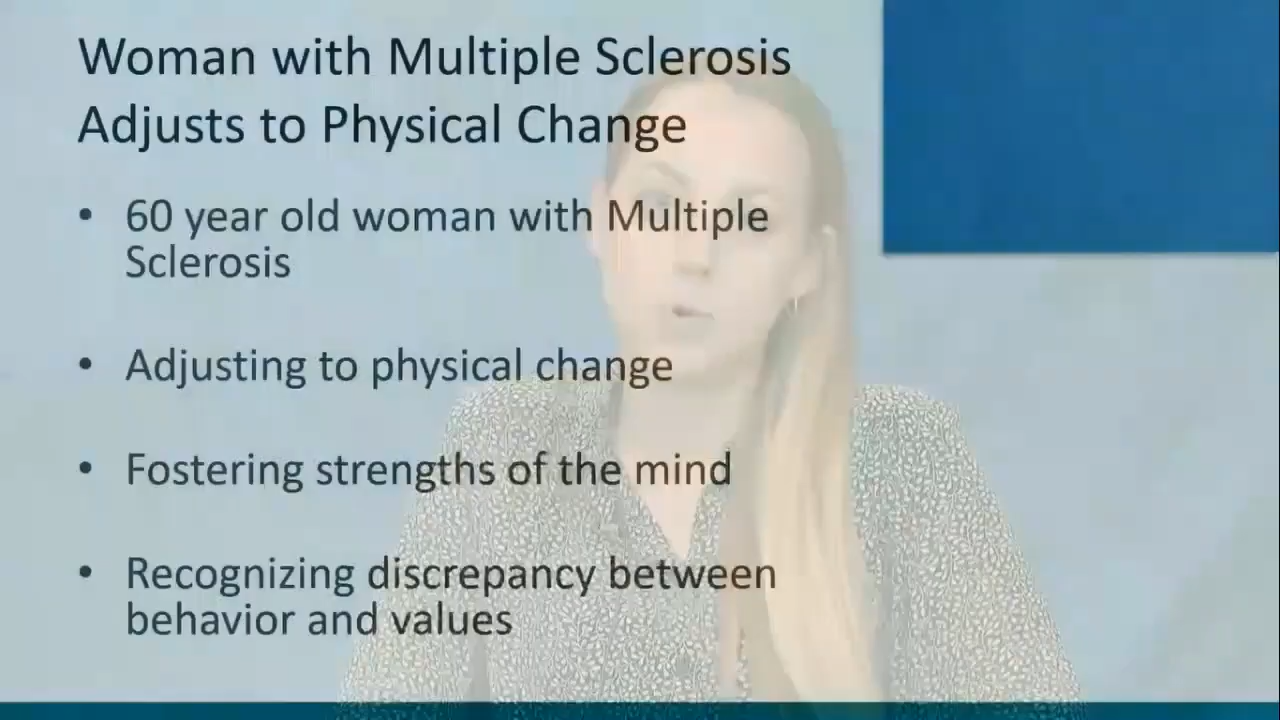 Woman with Multiple Sclerosis
Adjusts to Physical Change
• 60 year old woman with Multiple
Sclerosis
• Adjusting to physical change
• Fostering strengths of the mind
• Recognizing discrepancy between
behavior and values